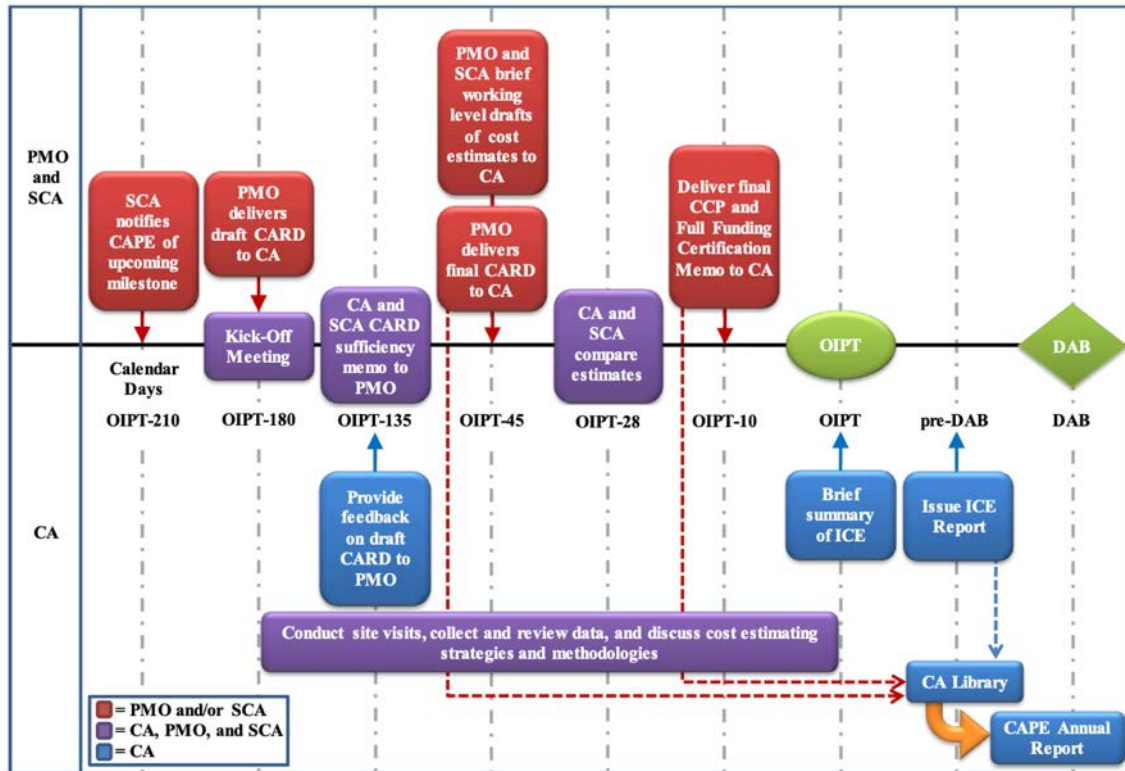 PMO
and
SCA
SCA
notifies
CAPE of
upcoming
milestone
PMO
delivers
draft CARD
to CA
PMO and
SCA brief
working
level drafts
of cost
estimates to
CA
PMO
delivers
final CARD
to CA
Deliver final
CCP and
Full Funding
Certification
Memo to CA
Kick-Off
Meeting
CA and
SCA CARD
sufficiency
memo to
PMO
CA and
SCA
compare
estimates
OIPT
DAB
Calendar
Days
OIPT-210
OIPT-180
OIPT-135
OIPT-45
OIPT-28
OIPT-10
OIPT
pre-DAB
DAB
CA
Provide
feedback
on draft
CARD to
PMO
Brief
summary
of ICE
Issue ICE
Report
Conduct site visits, collect and review data, and discuss cost estimating
strategies and methodologies
CA Library
CAPE Annual
Report
= PMO and/or SCA
= CA, PMO, and SCA
= CA